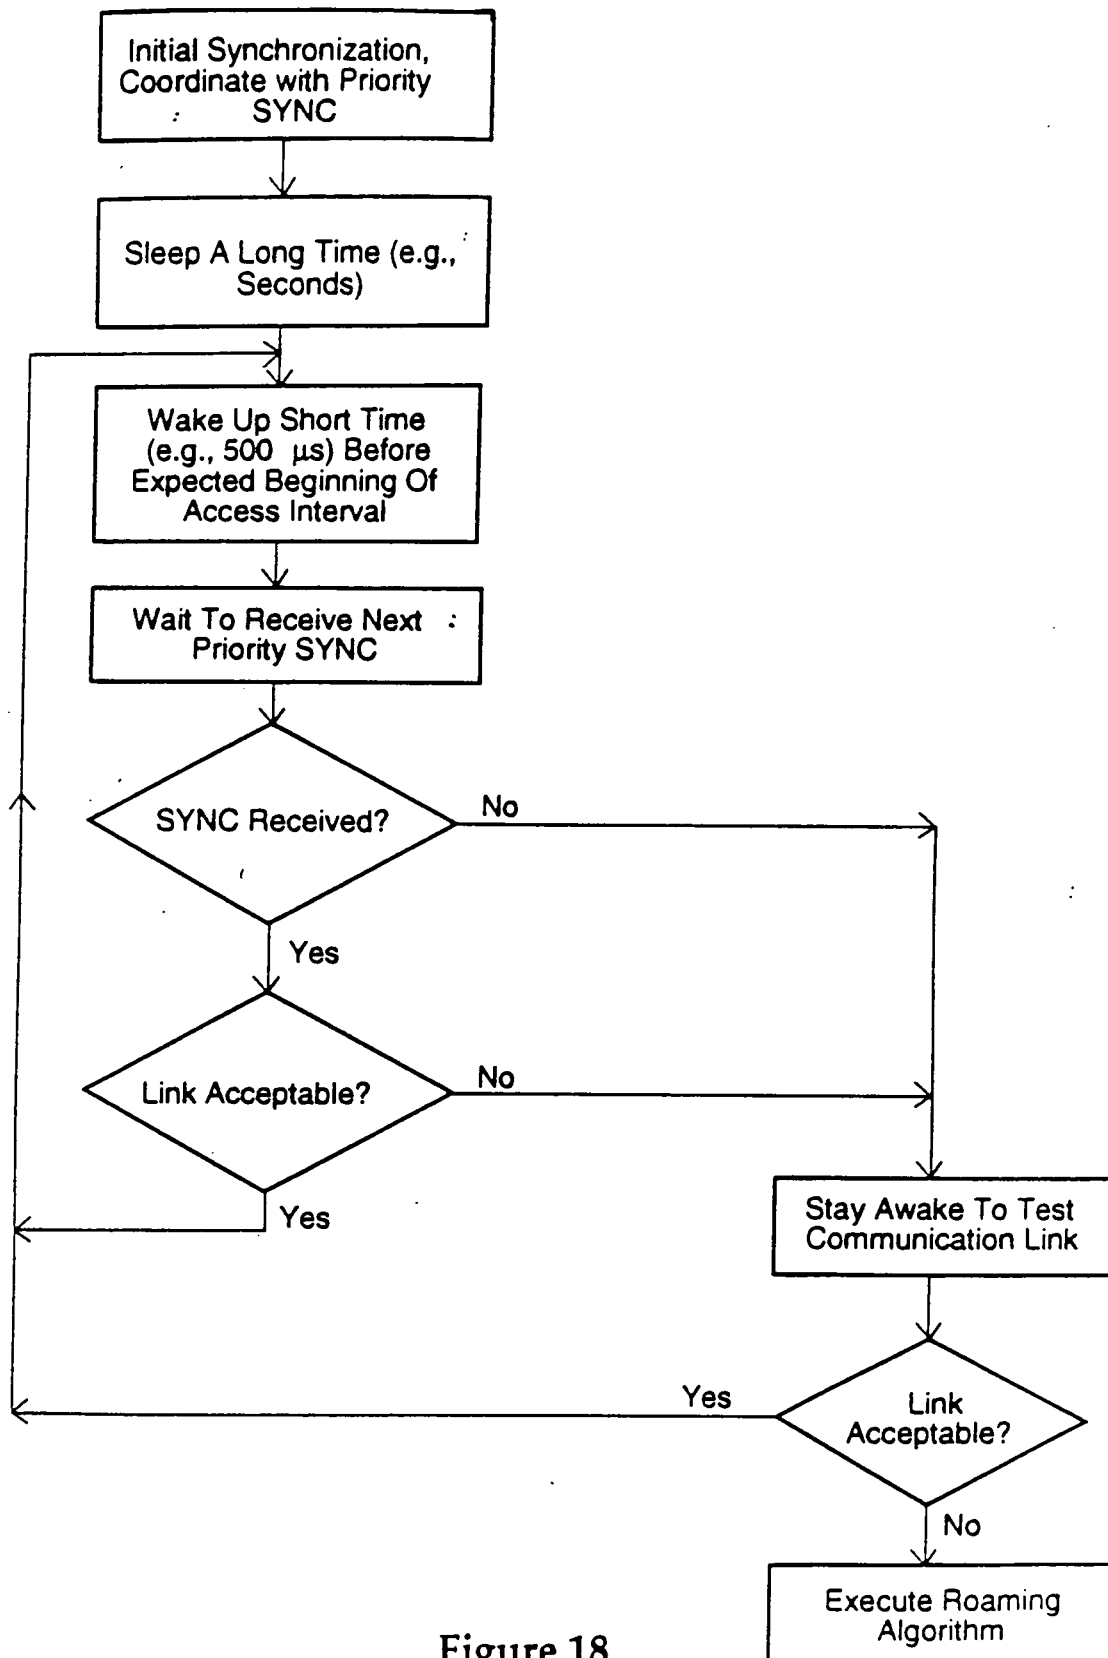 Initial Synchronization,
Coordinate with Priority
SYNC
Sleep A Long Time (e.g.,
Seconds)
Wake Up Short Time
(e.g., 500 μs) Before
Expected Beginning Of
Access Interval
Wait To Receive Next
Priority SYNC
SYNC Received?
No
Yes
Link Acceptable?
No
Yes
Stay Awake To Test
Communication Link
Yes
Link
Acceptable?
No
Execute Roaming
Algorithm
Figure 18